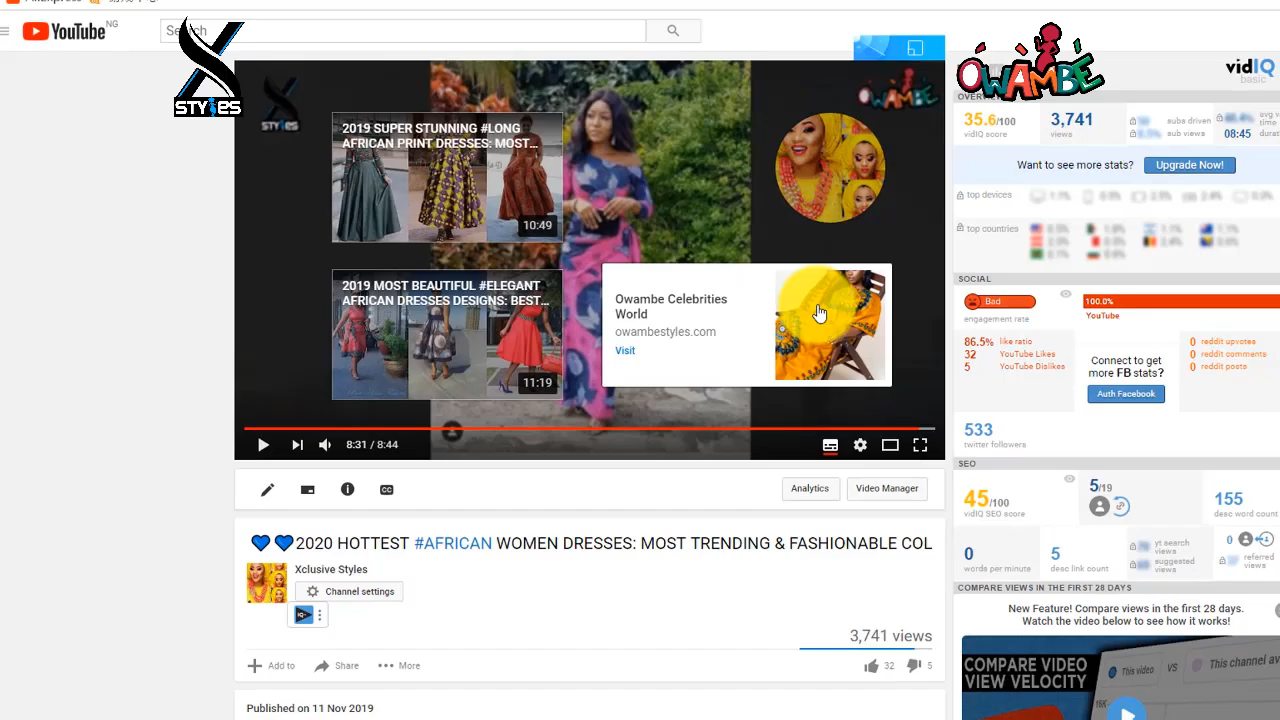 YouTube NG
Search
STYLES
OWAMBE
vidIQ
basic
STYLES
OWAMBE
2019 SUPER STUNNING #LONG
AFRICAN PRINT DRESSES: MOST...
10:49
2019 MOST BEAUTIFUL #ELEGANT
AFRICAN DRESSES DESIGNS: BEST...
11:19
Owambe Celebrities
World
owambestyles.com
Visit
8:31 / 8:44
Analytics
Video Manager
2020 HOTTEST #AFRICAN WOMEN DRESSES: MOST TRENDING & FASHIONABLE COL
Xclusive Styles
Channel settings
3,741 views
Add to
Share
More
32
5
Published on 11 Nov 2019
35.6/100
vidIQ score
3,741
views
subs driven
sub views
08:45
Want to see more stats?
Upgrade Now!
top devices
top countries
SOCIAL
Bad
engagement rate
100.0%
YouTube
86.5% like ratio
32 YouTube Likes
5 YouTube Dislikes
Connect to get
more FB stats?
Auth Facebook
0 reddit upvotes
0 reddit comments
0 reddit posts
533
twitter followers
SEO
45/100
vidIQ SEO score
5/19
155
desc word count
0
words per minute
5
desc link count
yt search
views
suggested
views
0
referred
views
COMPARE VIEWS IN THE FIRST 28 DAYS
New Feature! Compare views in the first 28 days.
Watch the video below to see how it works!
COMPARE VIDEO
VIEW VELOCITY
This video
VS
This channel av